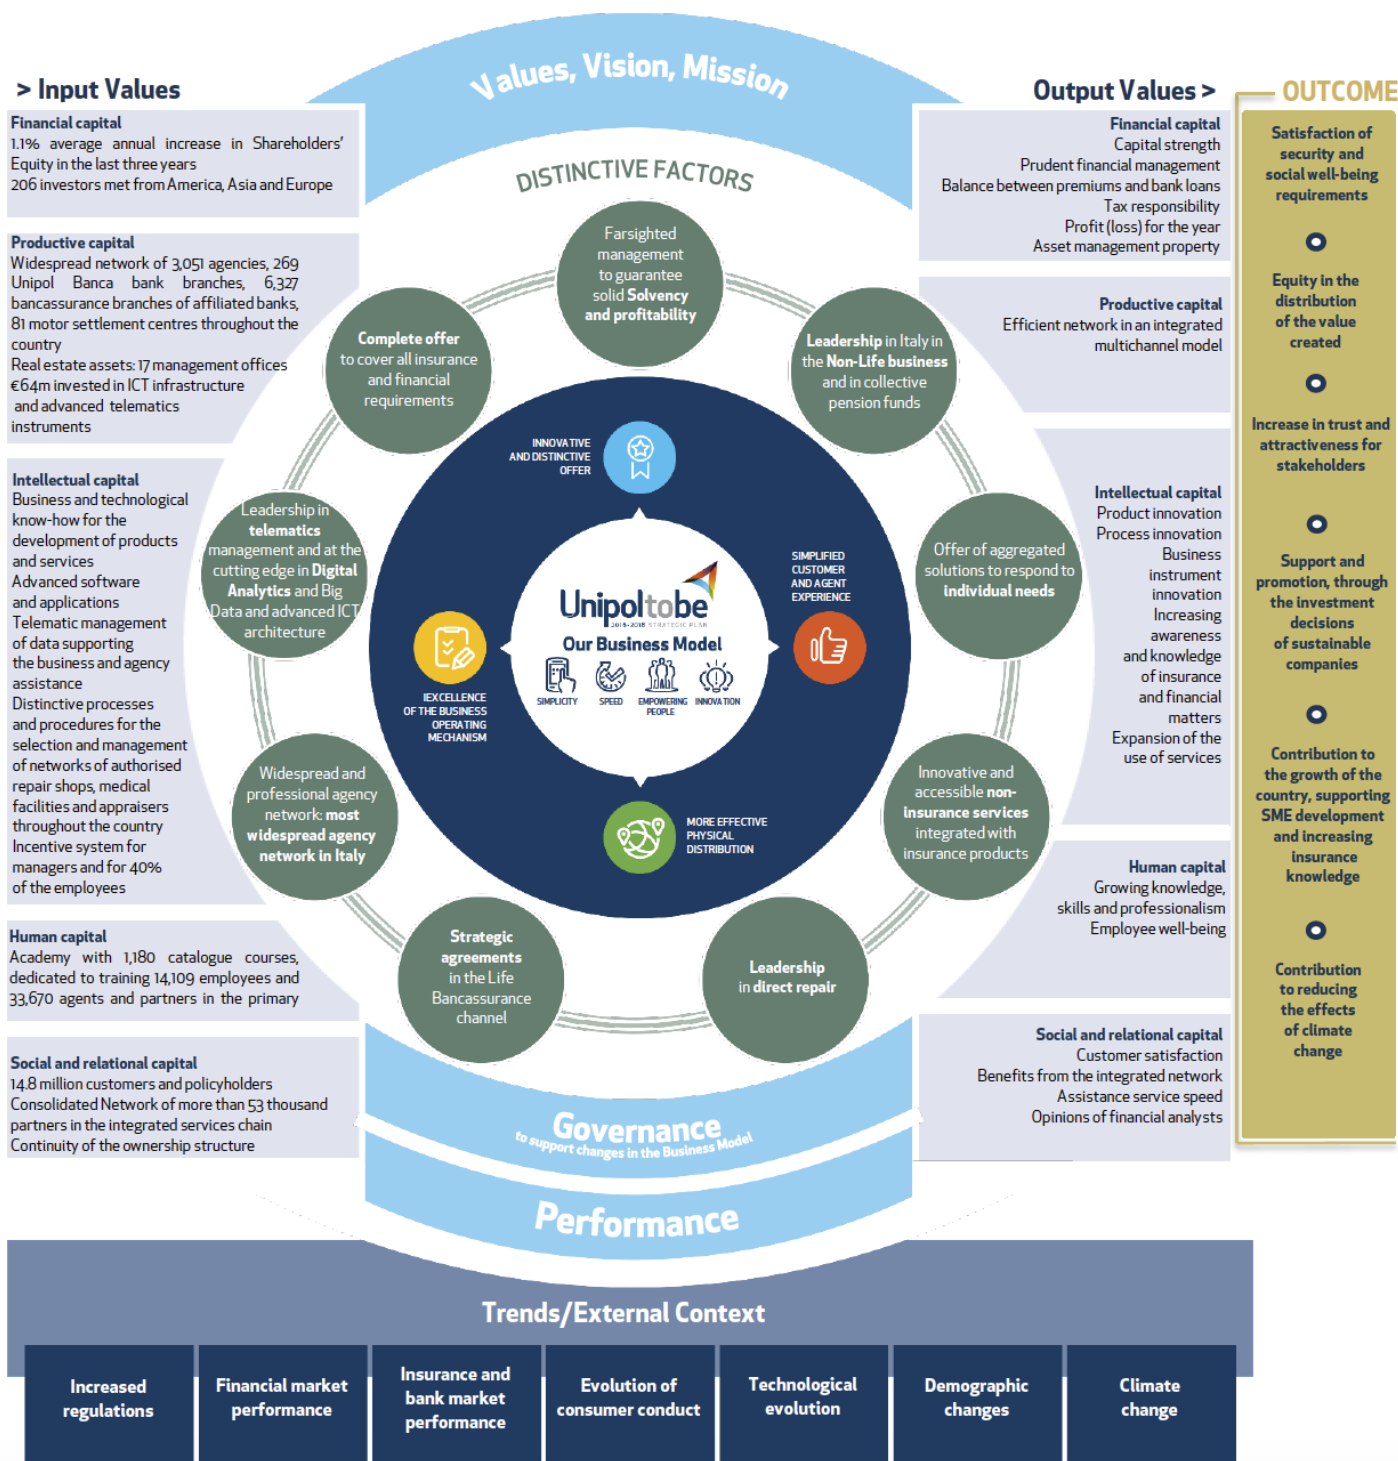 Values, Vision, Mission
> Input Values
Financial capital
1.1% average annual increase in Shareholders'
Equity in the last three years
206 investors met from America, Asia and Europe
Productive capital
Widespread network of 3,051 agencies, 269
Unipol Banca bank branches, 6,327
bancassurance branches of affiliated banks,
81 motor settlement centres throughout the
country
Real estate assets: 17 management offices
€64m invested in ICT infrastructure
and advanced telematics
instruments
Intellectual capital
Business and technological
know-how for the
development of products
and services
Advanced software
and applications
Telematic management
of data supporting
the business and agency
assistance
Distinctive processes
and procedures for the
selection and management
of networks of authorised
repair shops, medical
facilities and appraisers
throughout the country
Incentive system for
managers and for 40%
of the employees
Human capital
Academy with 1,180 catalogue courses,
dedicated to training 14,109 employees and
33,670 agents and partners in the primary
Social and relational capital
14.8 million customers and policyholders
Consolidated Network of more than 53 thousand
partners in the integrated services chain
Continuity of the ownership structure
DISTINCTIVE FACTORS
Farsighted
management
to guarantee
solid Solvency
and profitability
Complete offer
to cover all insurance
and financial
requirements
Leadership in Italy in
the Non-Life business
and in collective
pension funds
Leadership in
telematics
management and at the
cutting edge in Digital
Analytics and Big
Data and advanced ICT
architecture
Offer of aggregated
solutions to respond to
individual needs
Widespread and
professional agency
network: most
widespread agency
network in Italy
Innovative and
accessible non-
insurance services
integrated with
insurance products
Strategic
agreements
in the Life
Bancassurance
channel
Leadership
in direct repair
INNOVATIVE
AND DISTINCTIVE
OFFER
SIMPLIFIED
CUSTOMER
AND AGENT
EXPERIENCE
IEXCELLENCE
OF THE BUSINESS
OPERATING
MECHANISM
MORE EFFECTIVE
PHYSICAL
DISTRIBUTION
Unipoltobe
2016-2018 STRATEGIC PLAN
Our Business Model
SIMPLICITY
SPEED
EMPOWERING
PEOPLE
INNOVATION
Governance
to support changes in the Business Model
Performance
Output Values >
Financial capital
Capital strength
Prudent financial management
Balance between premiums and bank loans
Tax responsibility
Profit (loss) for the year
Asset management property
Productive capital
Efficient network in an integrated
multichannel model
Intellectual capital
Product innovation
Process innovation
Business
instrument
innovation
Increasing
awareness
and knowledge
of insurance
and financial
matters
Expansion of the
use of services
Human capital
Growing knowledge,
skills and professionalism
Employee well-being
Social and relational capital
Customer satisfaction
Benefits from the integrated network
Assistance service speed
Opinions of financial analysts
OUTCOME
Satisfaction of
security and
social well-being
requirements
Equity in the
distribution
of the value
created
Increase in trust and
attractiveness for
stakeholders
Support and
promotion, through
the investment
decisions
of sustainable
companies
Contribution to
the growth of the
country, supporting
SME development
and increasing
insurance
knowledge
Contribution
to reducing
the effects
of climate
change
Trends/External Context
Increased
regulations
Financial market
performance
Insurance and
bank market
performance
Evolution of
consumer conduct
Technological
evolution
Demographic
changes
Climate
change